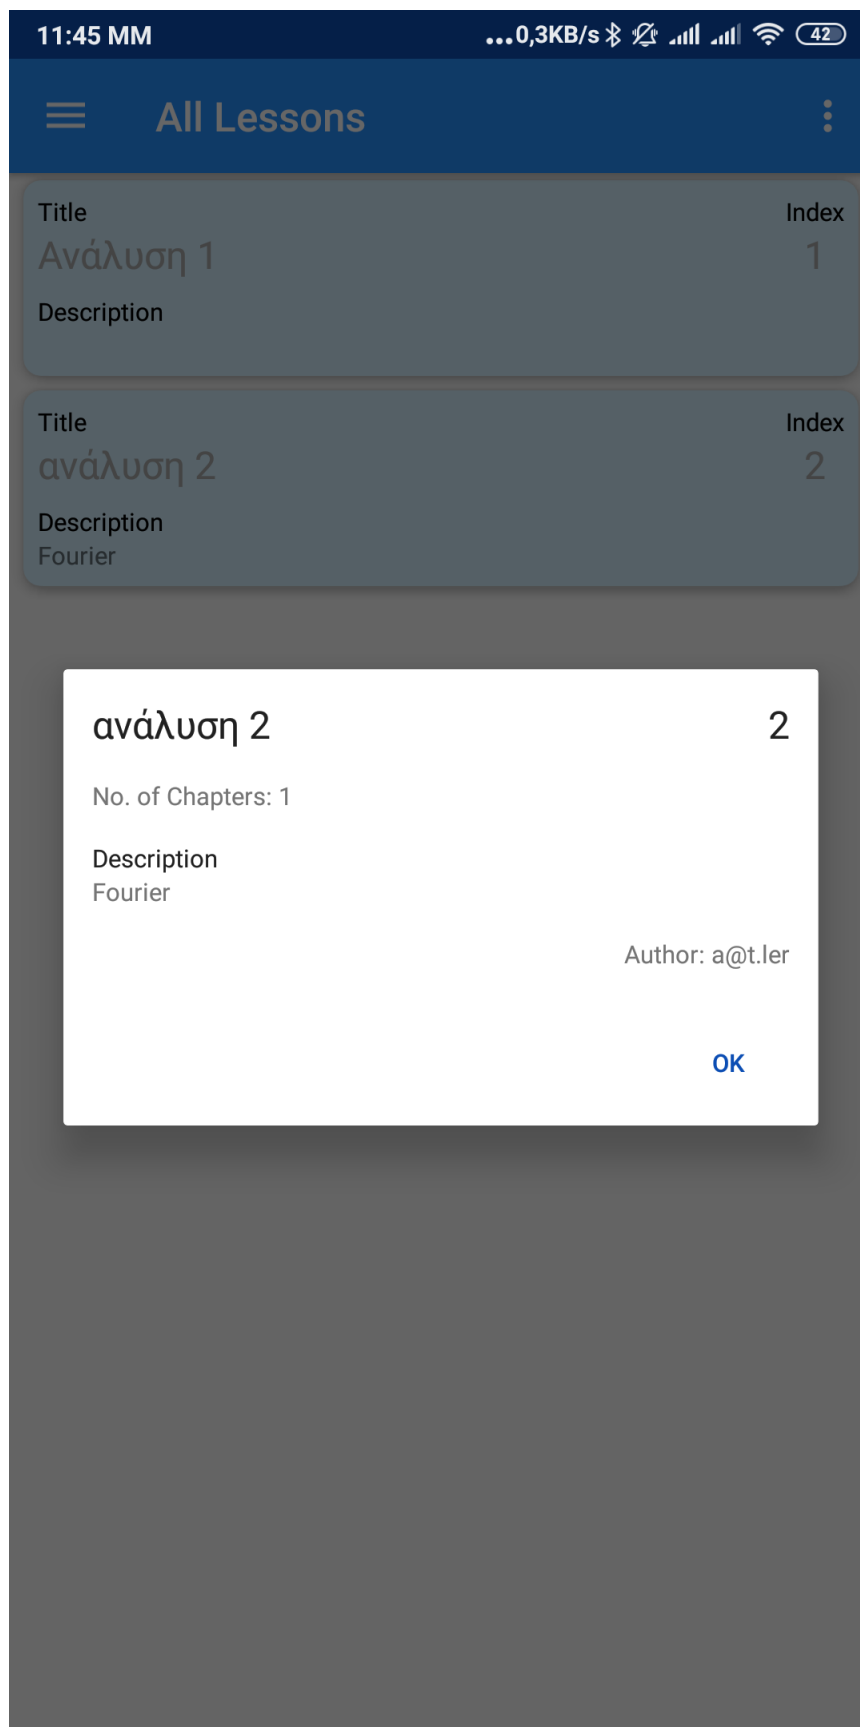 11:45 MM ...0,3KB/s 42
All Lessons
Title Index
Ανάλυση 1 1
Description
Title Index
ανάλυση 2 2
Description
Fourier
ανάλυση 2 2
No. of Chapters: 1
Description
Fourier
Author: a@t.ler
OK